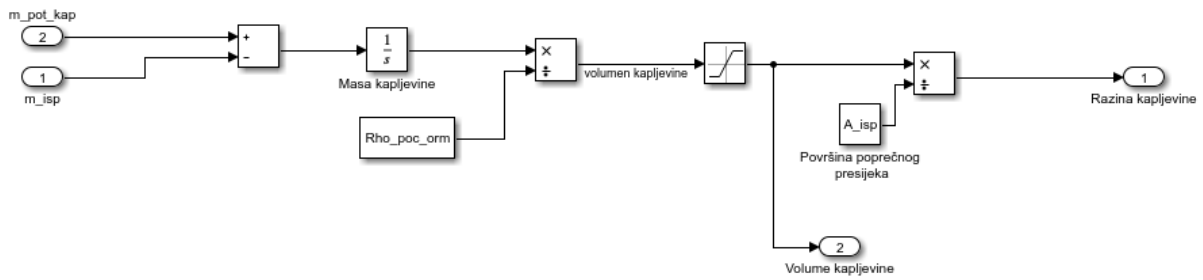 m_pot_kap
2
1
m_isp
+
−
1
s
Masa kapljevine
×
÷
Rho_poc_orm
volumen kapljevine
×
÷
A_isp
Površina poprečnog
presijeka
1
Razina kapljevine
2
Volume kapljevine